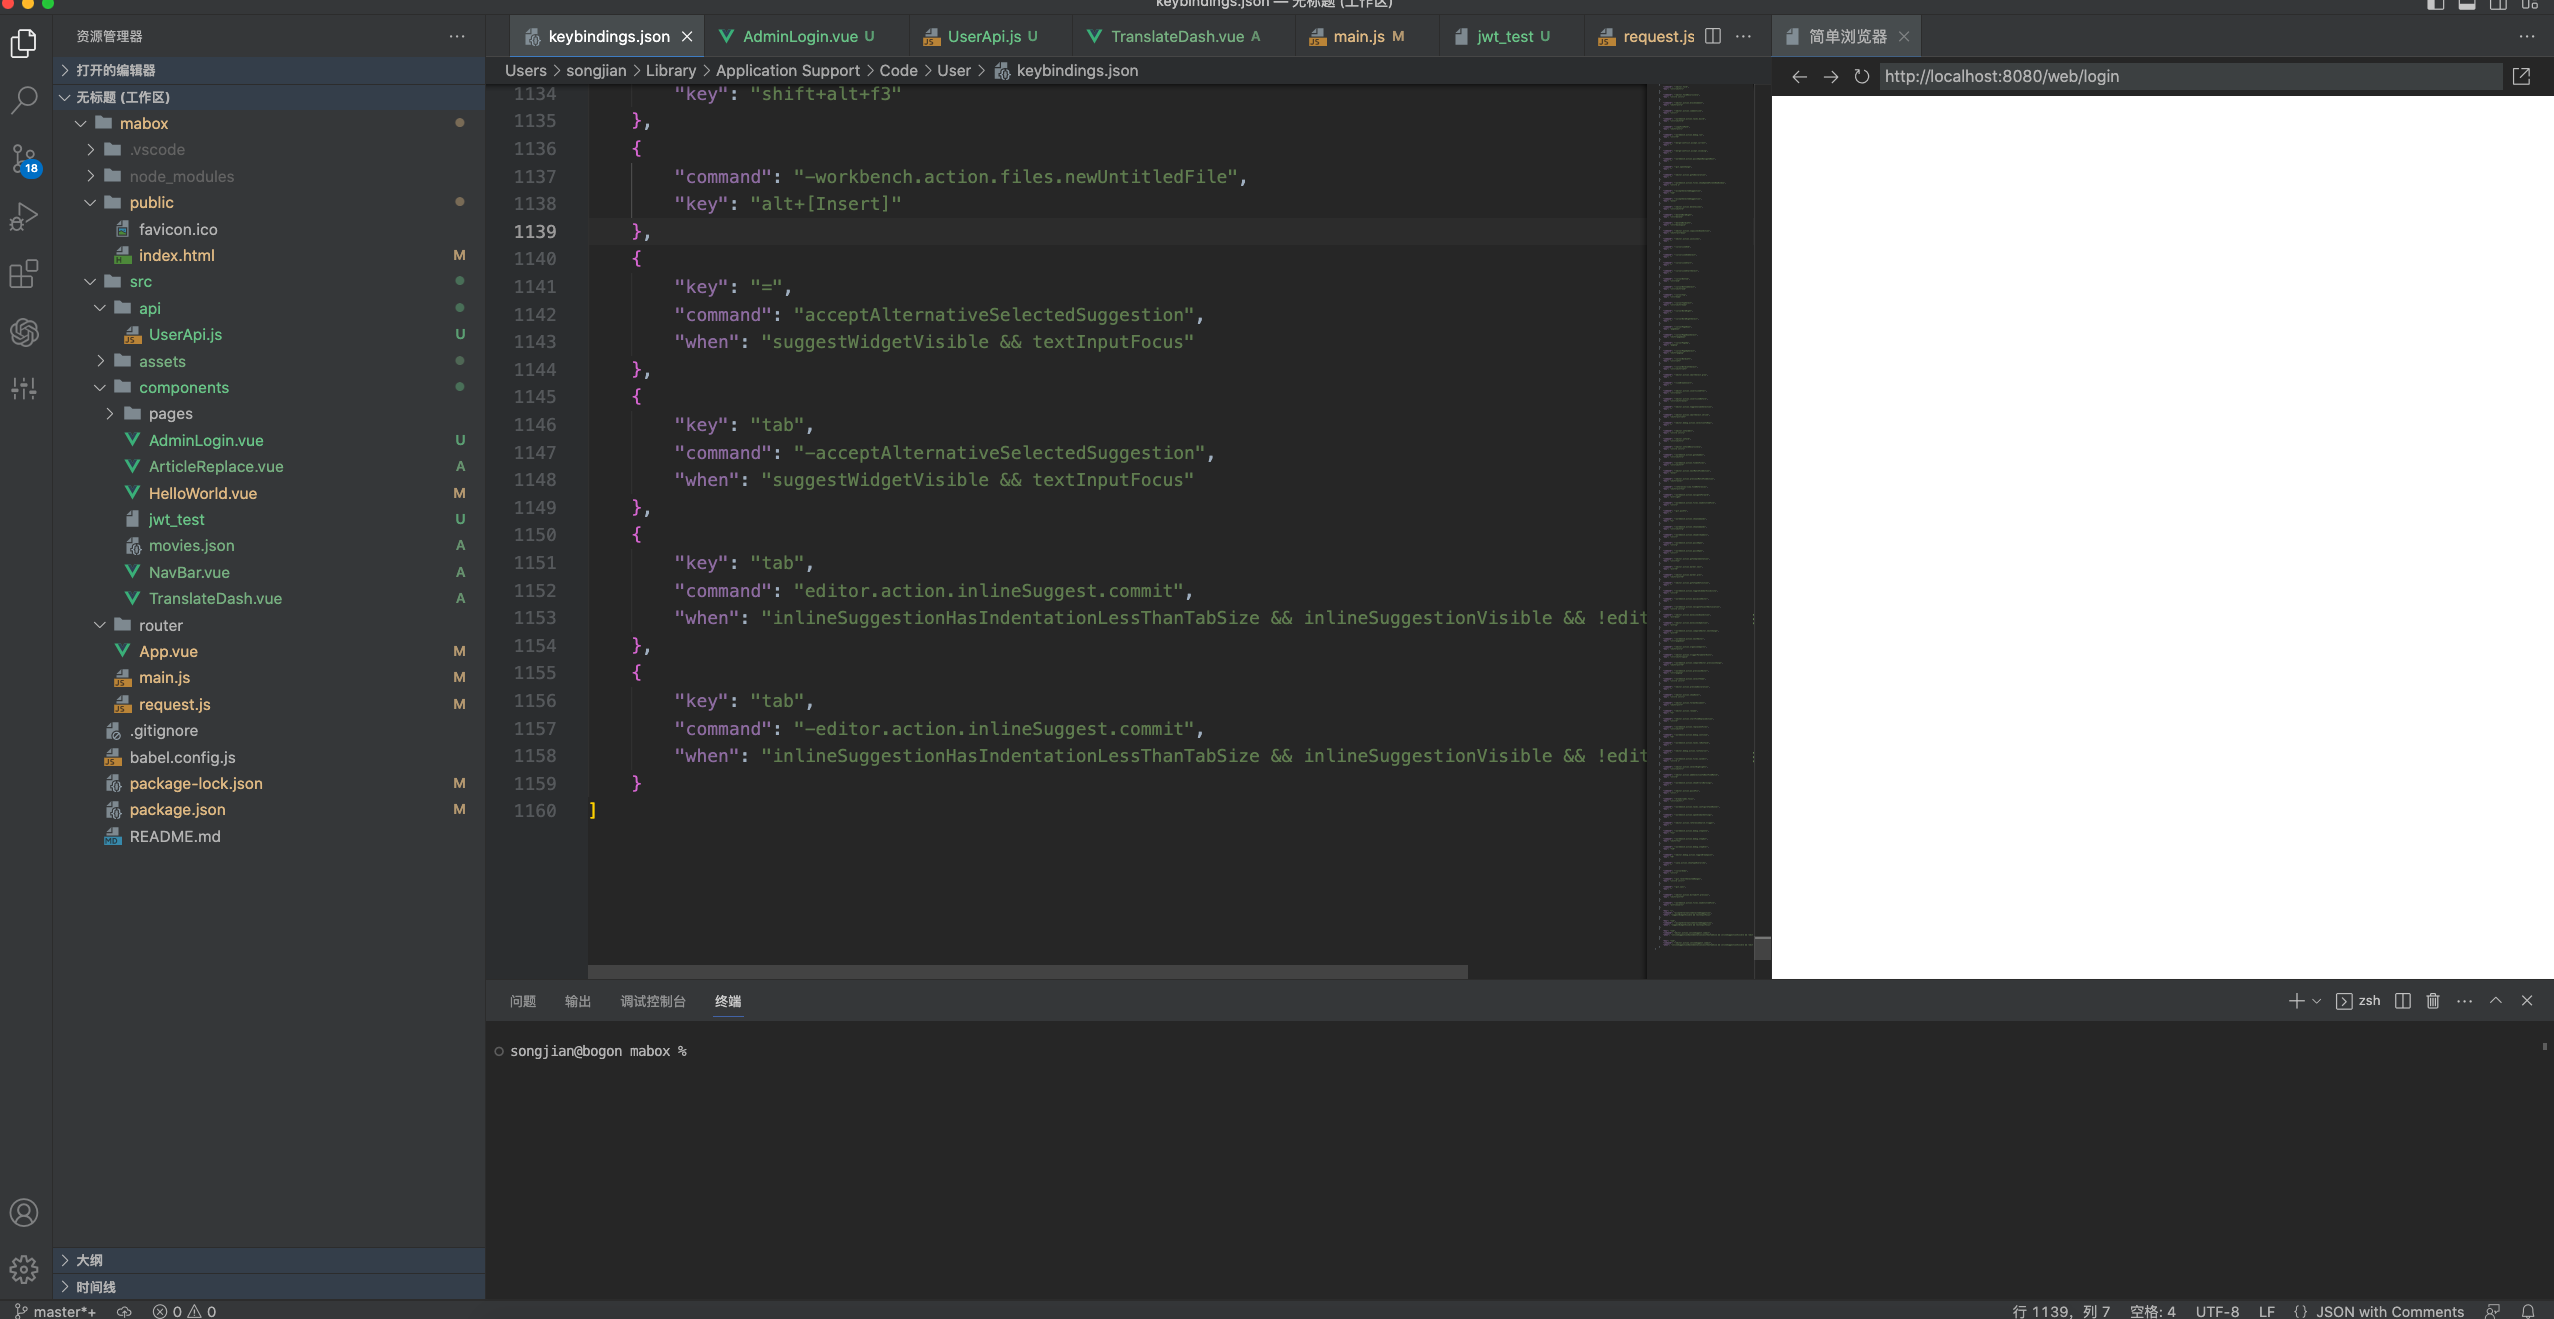 keybindings.json — 无标题 (工作区)
资源管理器
打开的编辑器
无标题 (工作区)
mabox
.vscode
node_modules
public
favicon.ico
index.html M
src
api
UserApi.js U
assets
components
pages
AdminLogin.vue U
ArticleReplace.vue A
HelloWorld.vue M
jwt_test U
movies.json A
NavBar.vue A
TranslateDash.vue A
router
App.vue M
main.js M
request.js M
.gitignore
babel.config.js
package-lock.json M
package.json M
README.md
大纲
时间线
18
keybindings.json AdminLogin.vue U UserApi.js U TranslateDash.vue A main.js M jwt_test U request.js
Users > songjian > Library > Application Support > Code > User > keybindings.json
1134 "key": "shift+alt+f3"
1135 },
1136 {
1137 "command": "-workbench.action.files.newUntitledFile",
1138 "key": "alt+[Insert]"
1139 },
1140 {
1141 "key": "=",
1142 "command": "acceptAlternativeSelectedSuggestion",
1143 "when": "suggestWidgetVisible && textInputFocus"
1144 },
1145 {
1146 "key": "tab",
1147 "command": "-acceptAlternativeSelectedSuggestion",
1148 "when": "suggestWidgetVisible && textInputFocus"
1149 },
1150 {
1151 "key": "tab",
1152 "command": "editor.action.inlineSuggest.commit",
1153 "when": "inlineSuggestionHasIndentationLessThanTabSize && inlineSuggestionVisible && !edit
1154 },
1155 {
1156 "key": "tab",
1157 "command": "-editor.action.inlineSuggest.commit",
1158 "when": "inlineSuggestionHasIndentationLessThanTabSize && inlineSuggestionVisible && !edit
1159 }
1160 ]
简单浏览器
http://localhost:8080/web/login
问题 输出 调试控制台 终端
zsh
songjian@bogon mabox %
master*+ 0 0
行 1139, 列 7 空格: 4 UTF-8 LF {} JSON with Comments